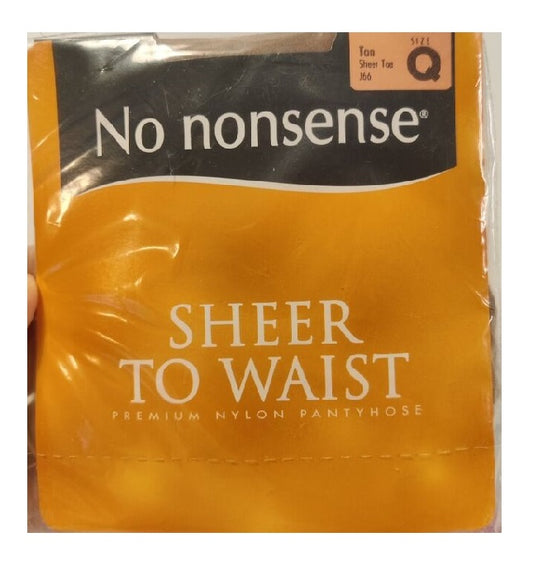 Tan
Sheer Toe
J66
SIZE
Q
No nonsense®
SHEER
TO WAIST
PREMIUM NYLON PANTYHOSE